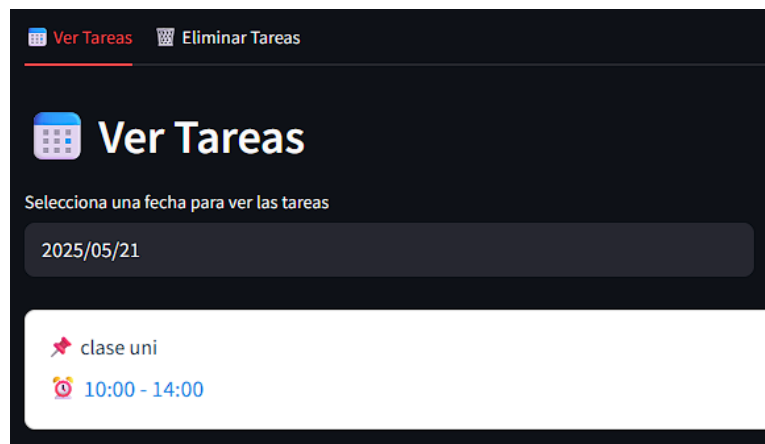 Ver Tareas Eliminar Tareas
Ver Tareas
Selecciona una fecha para ver las tareas
2025/05/21
clase uni
10:00 - 14:00